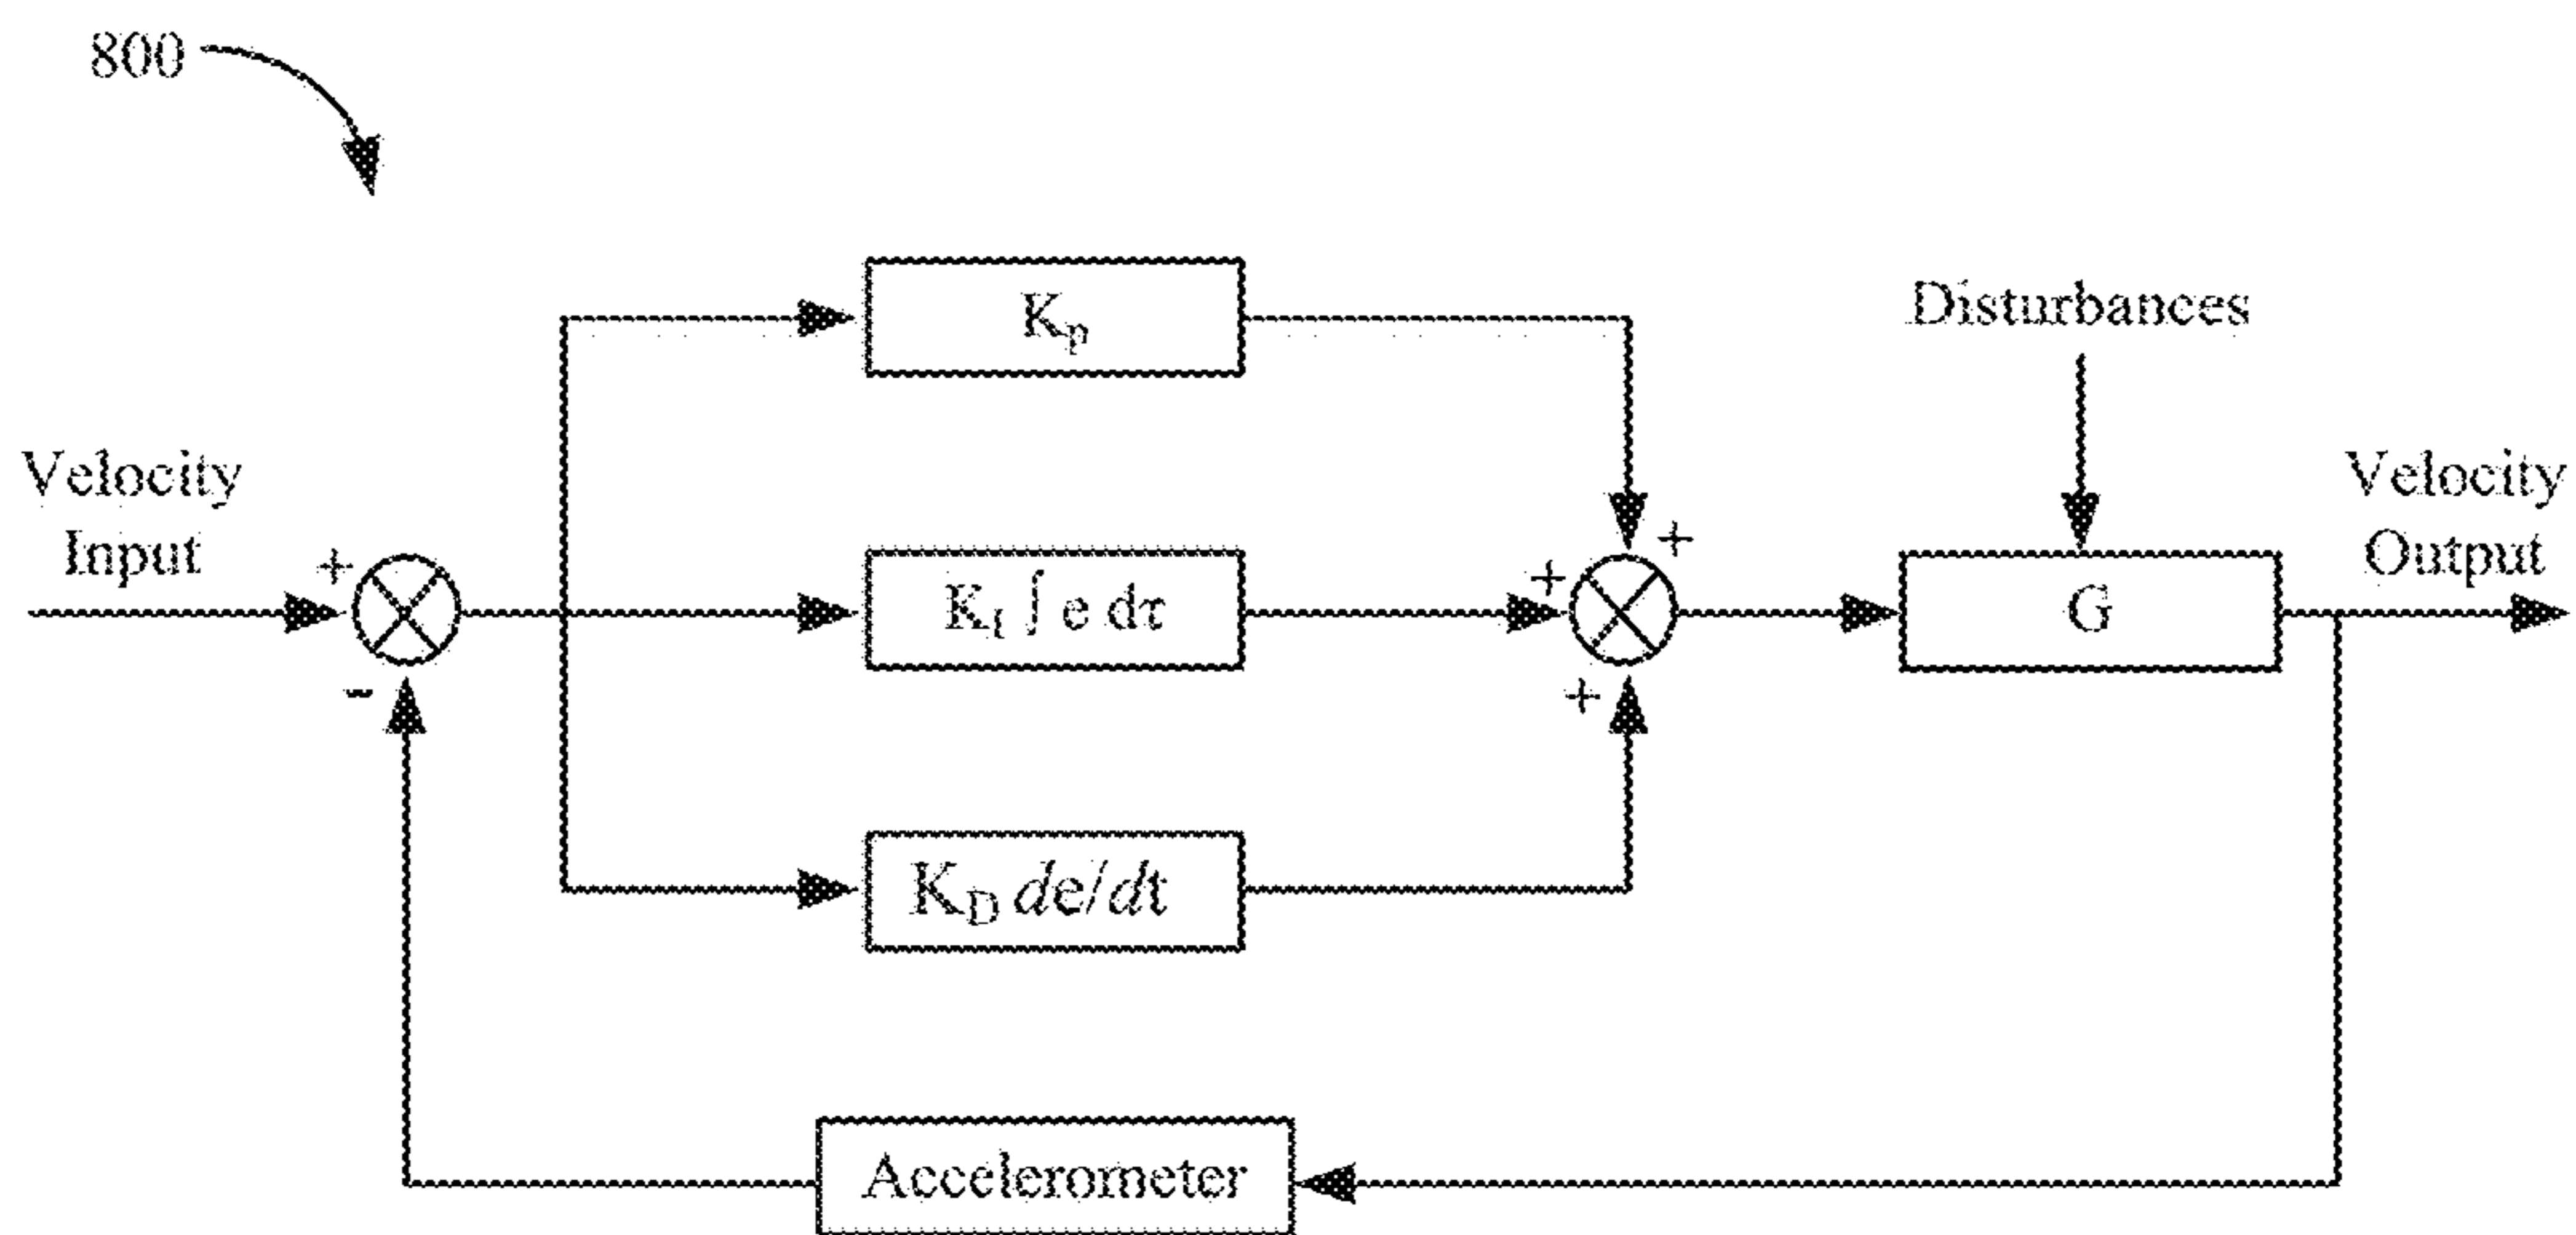 800
Kp
Disturbances
Velocity
Input
Velocity
Output
+
-
KI ∫ e dτ
+
+
+
G
KD de/dt
Accelerometer